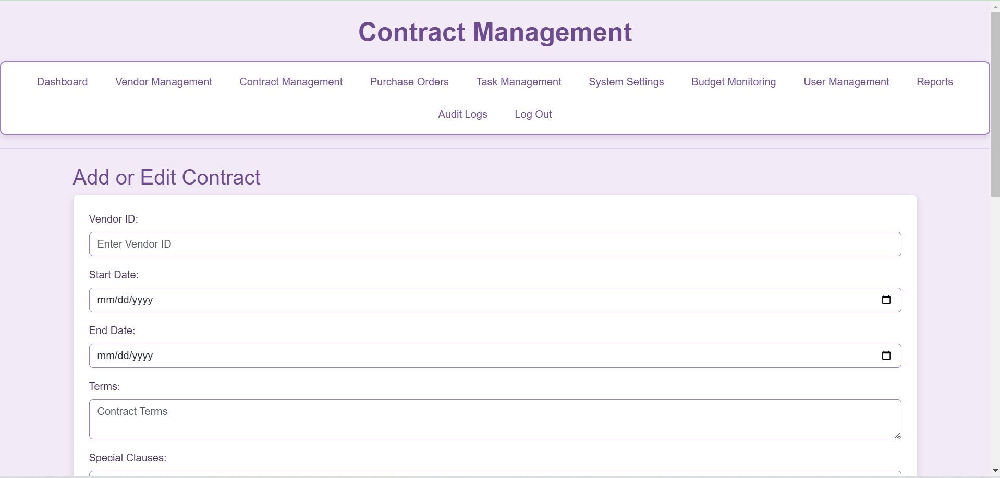 Contract Management
Dashboard Vendor Management Contract Management Purchase Orders Task Management System Settings Budget Monitoring User Management Reports
Audit Logs Log Out
Add or Edit Contract
Vendor ID:
Enter Vendor ID
Start Date:
mm/dd/yyyy
End Date:
mm/dd/yyyy
Terms:
Contract Terms
Special Clauses: